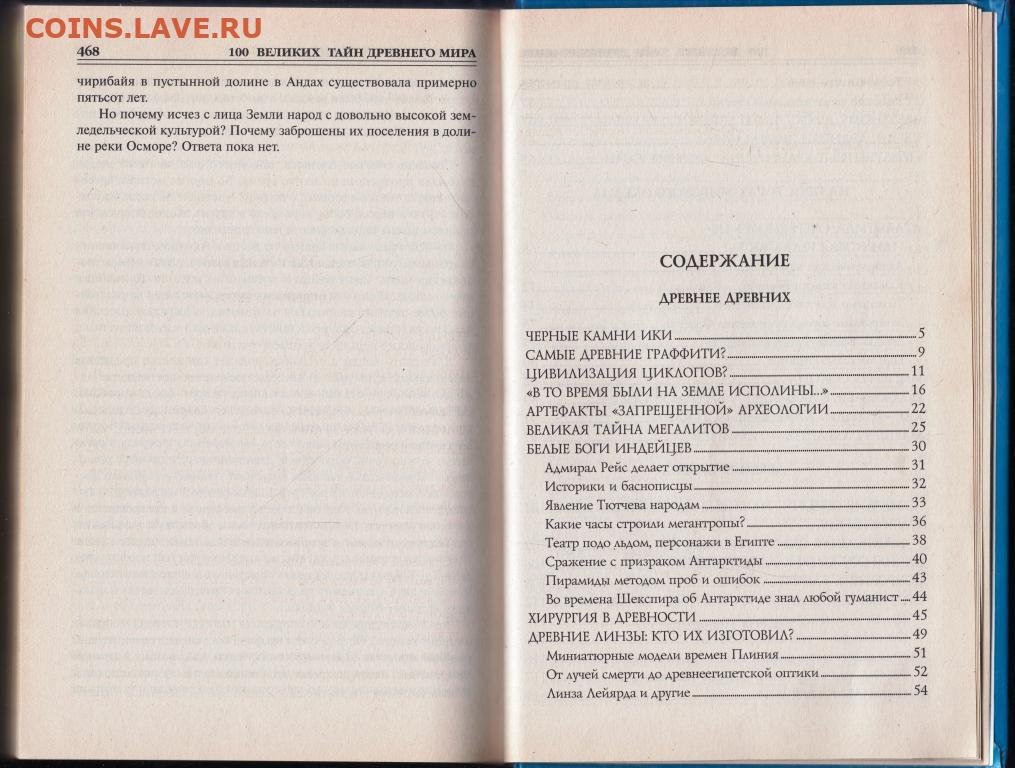 COINS.LAVE.RU
468 100 ВЕЛИКИХ ТАЙН ДРЕВНЕГО МИРА
чирибайя в пустынной долине в Андах существовала примерно
пятьсот лет.
Но почему исчез с лица Земли народ с довольно высокой зем-
ледельческой культурой? Почему заброшены их поселения в доли-
не реки Осморе? Ответа пока нет.
СОДЕРЖАНИЕ
ДРЕВНЕЕ ДРЕВНИХ
ЧЕРНЫЕ КАМНИ ИКИ 5
САМЫЕ ДРЕВНИЕ ГРАФФИТИ? 9
ЦИВИЛИЗАЦИЯ ЦИКЛОПОВ? 11
«В ТО ВРЕМЯ БЫЛИ НА ЗЕМЛЕ ИСПОЛИНЫ...» 16
АРТЕФАКТЫ «ЗАПРЕЩЕННОЙ» АРХЕОЛОГИИ 22
ВЕЛИКАЯ ТАЙНА МЕГАЛИТОВ 25
БЕЛЫЕ БОГИ ИНДЕЙЦЕВ 30
Адмирал Рейс делает открытие 31
Историки и баснописцы 32
Явление Тютчева народам 33
Какие часы строили мегантропы? 36
Театр подо льдом, персонажи в Египте 38
Сражение с призраком Антарктиды 40
Пирамиды методом проб и ошибок 43
Во времена Шекспира об Антарктиде знал любой гуманист 44
ХИРУРГИЯ В ДРЕВНОСТИ 45
ДРЕВНИЕ ЛИНЗЫ: КТО ИХ ИЗГОТОВИЛ? 49
Миниатюрные модели времен Плиния 51
От лучей смерти до древнеегипетской оптики 52
Линза Лейярда и другие 54